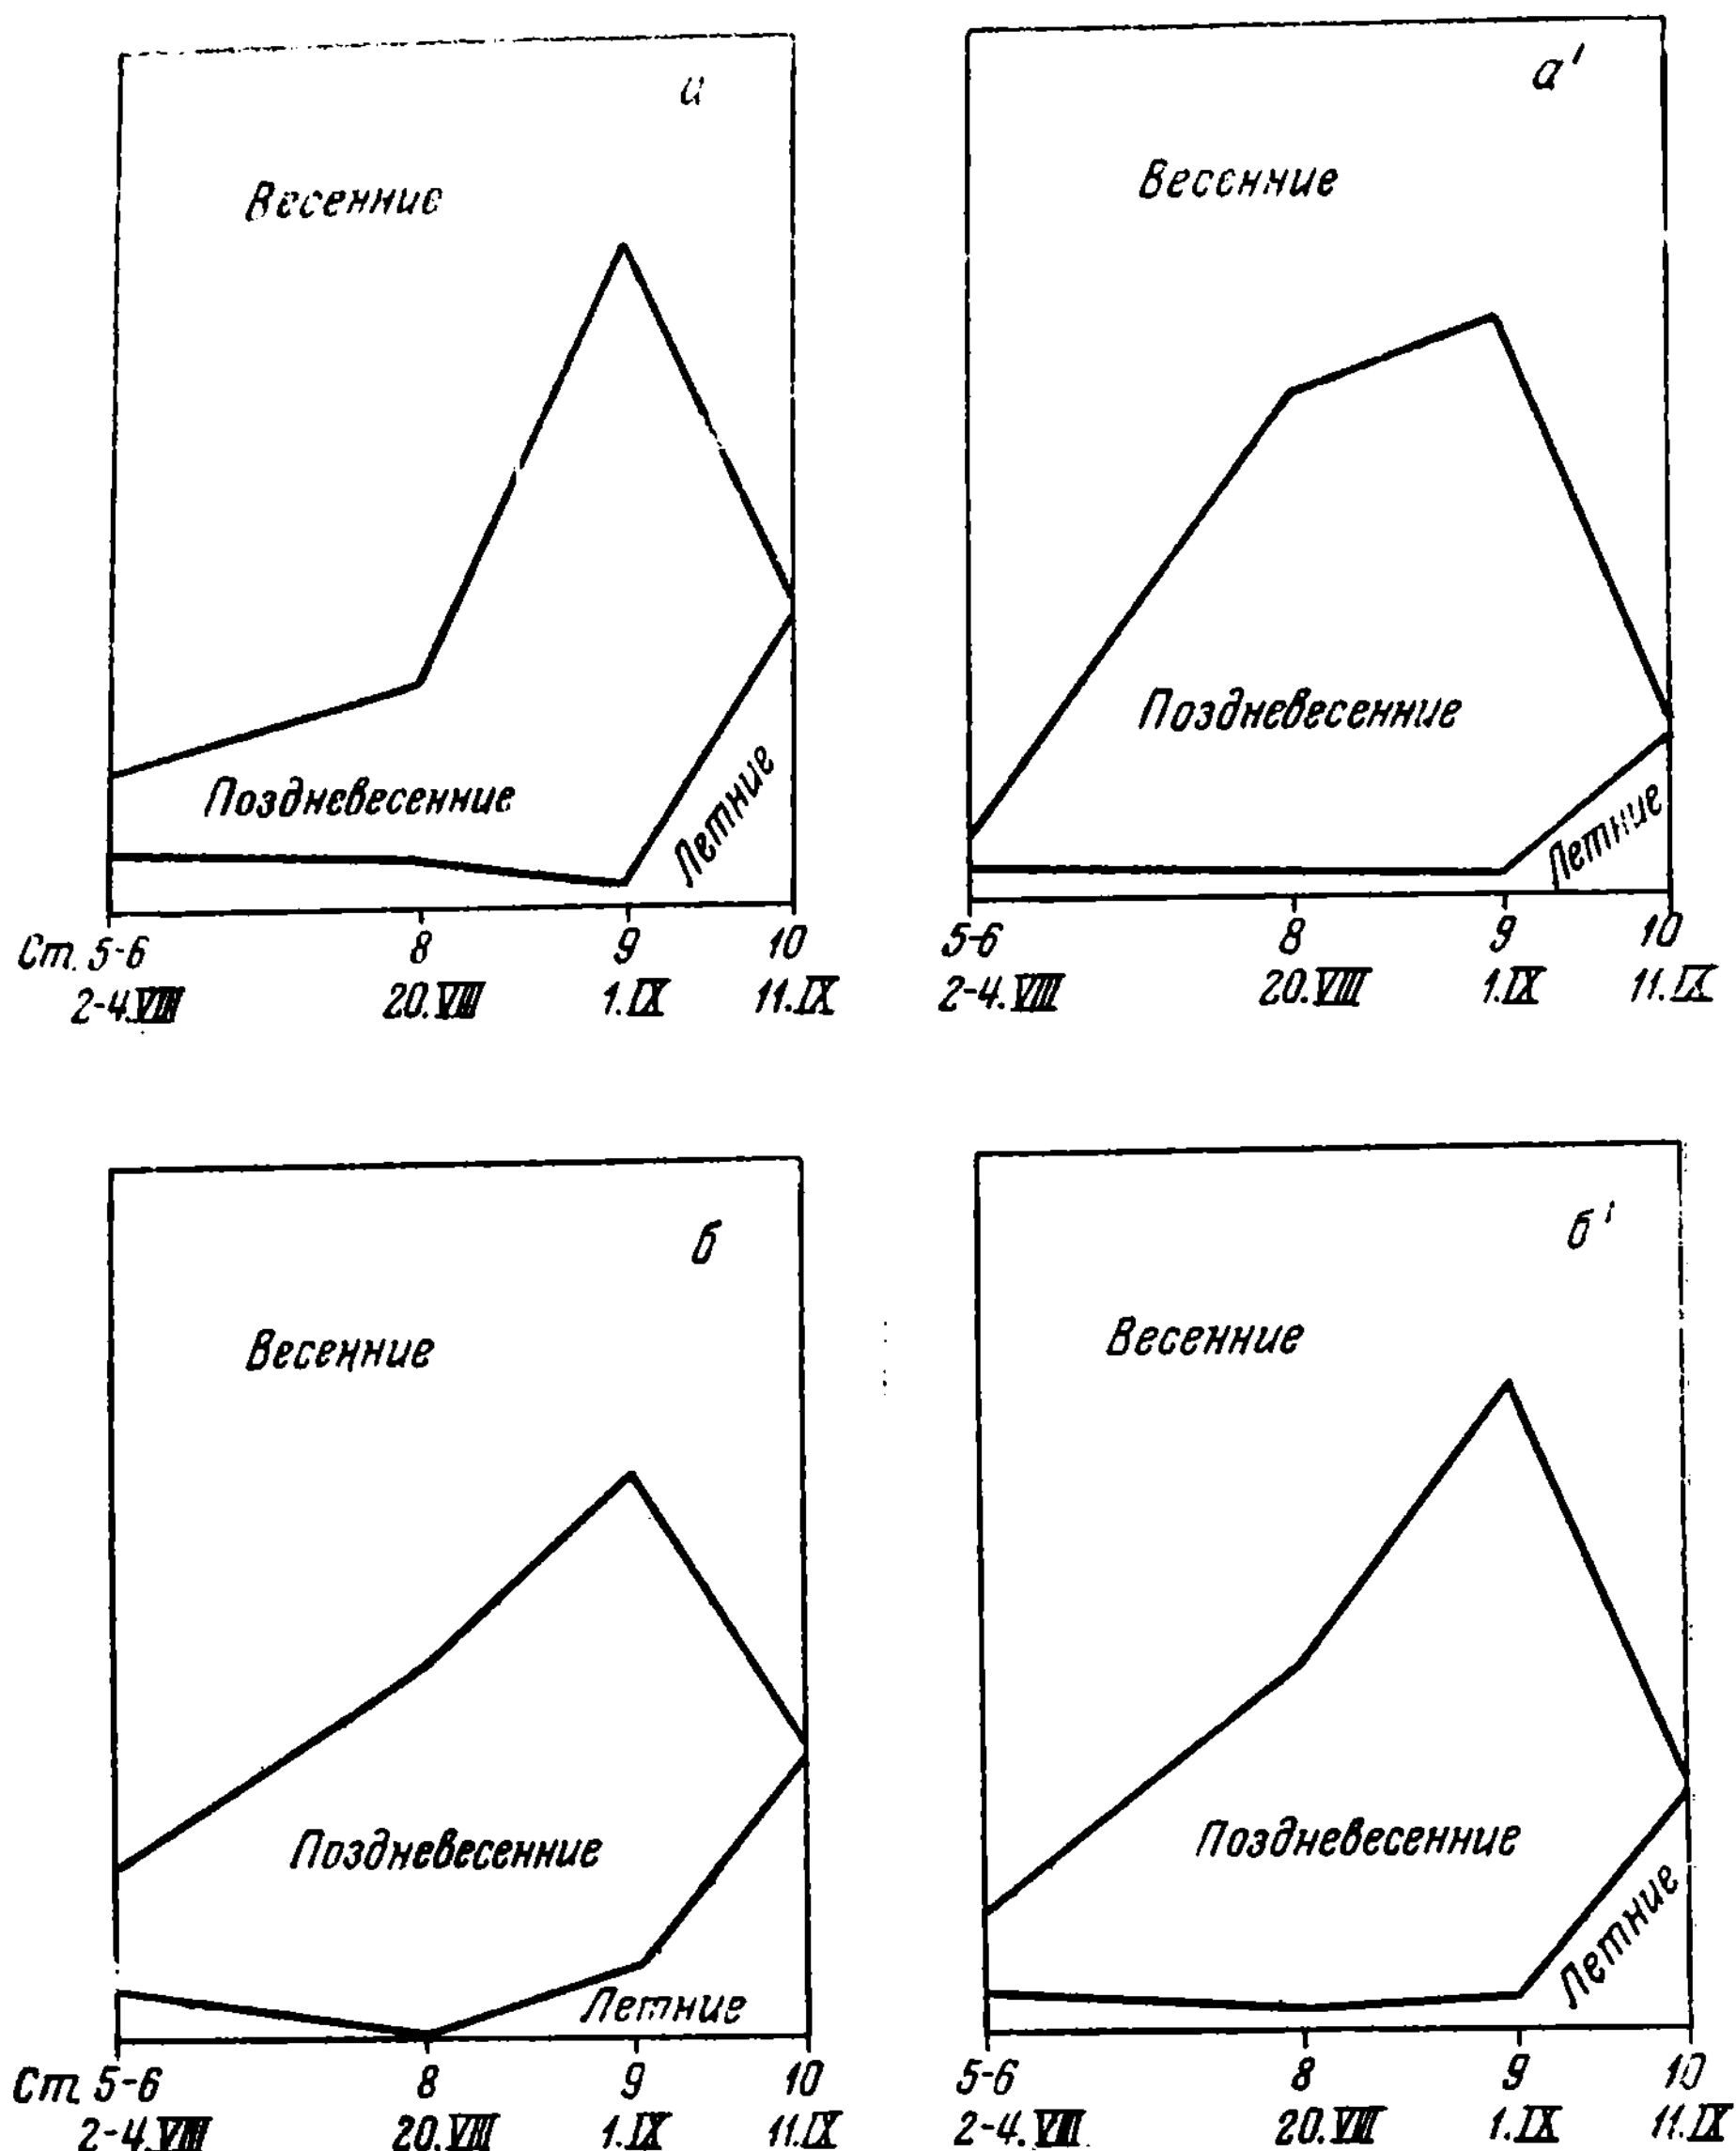 а
а'
Весенние
Весенние
Поздневесенние
Поздневесенние
Летние
Летние
Ст. 5-6 8 9 10
2-4.VIII 20.VIII 1.IX 11.IX
5-6 8 9 10
2-4.VIII 20.VIII 1.IX 11.IX
б
б'
Весенние
Весенние
Поздневесенние
Поздневесенние
Летние
Летние
Ст. 5-6 8 9 10
2-4.VIII 20.VIII 1.IX 11.IX
5-6 8 9 10
2-4.VIII 20.VIII 1.IX 11.IX